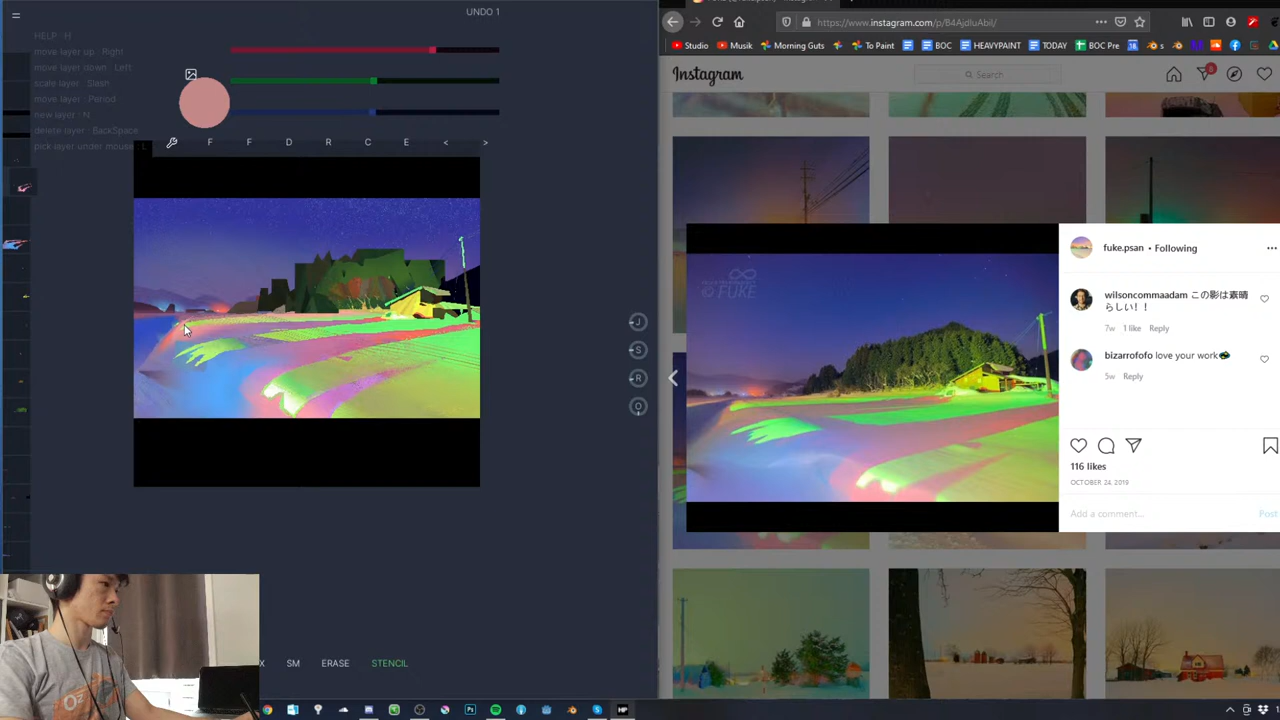 UNDO 1
HELP : H
move layer up : Right
move layer down : Left
scale layer : Slash
move layer : Period
new layer : N
delete layer : BackSpace
pick layer under mouse : L
F F D R C E < >
J
S
R
O
X SM ERASE STENCIL
https://www.instagram.com/p/B4AjdIuAbil/
Studio Musik Morning Guts To Paint BOC HEAVYPAINT TODAY BOC Pre
Instagram
Search
FUKE
fuke.psan • Following
wilsoncommaadam この影は素晴
らしい！！
7w 1 like Reply
bizarrofofo love your work
5w Reply
116 likes
OCTOBER 24, 2019
Add a comment... Post